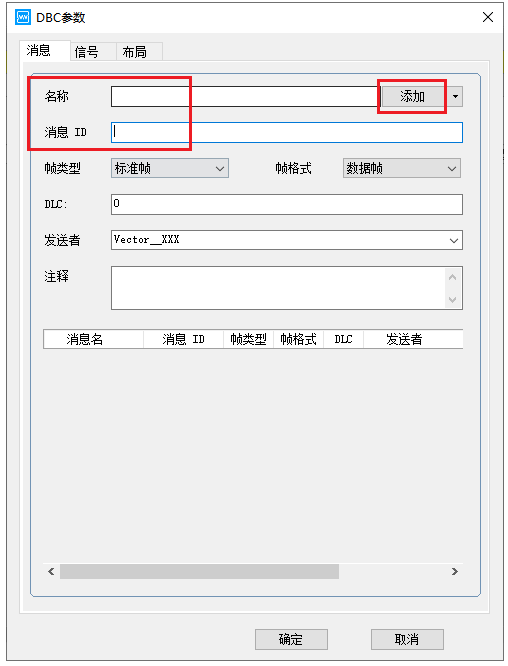 DBC参数
消息 信号 布局
名称 添加
消息 ID
帧类型 标准帧 帧格式 数据帧
DLC: 0
发送者 Vector__XXX
注释
消息名 消息 ID 帧类型 帧格式 DLC 发送者
确定 取消